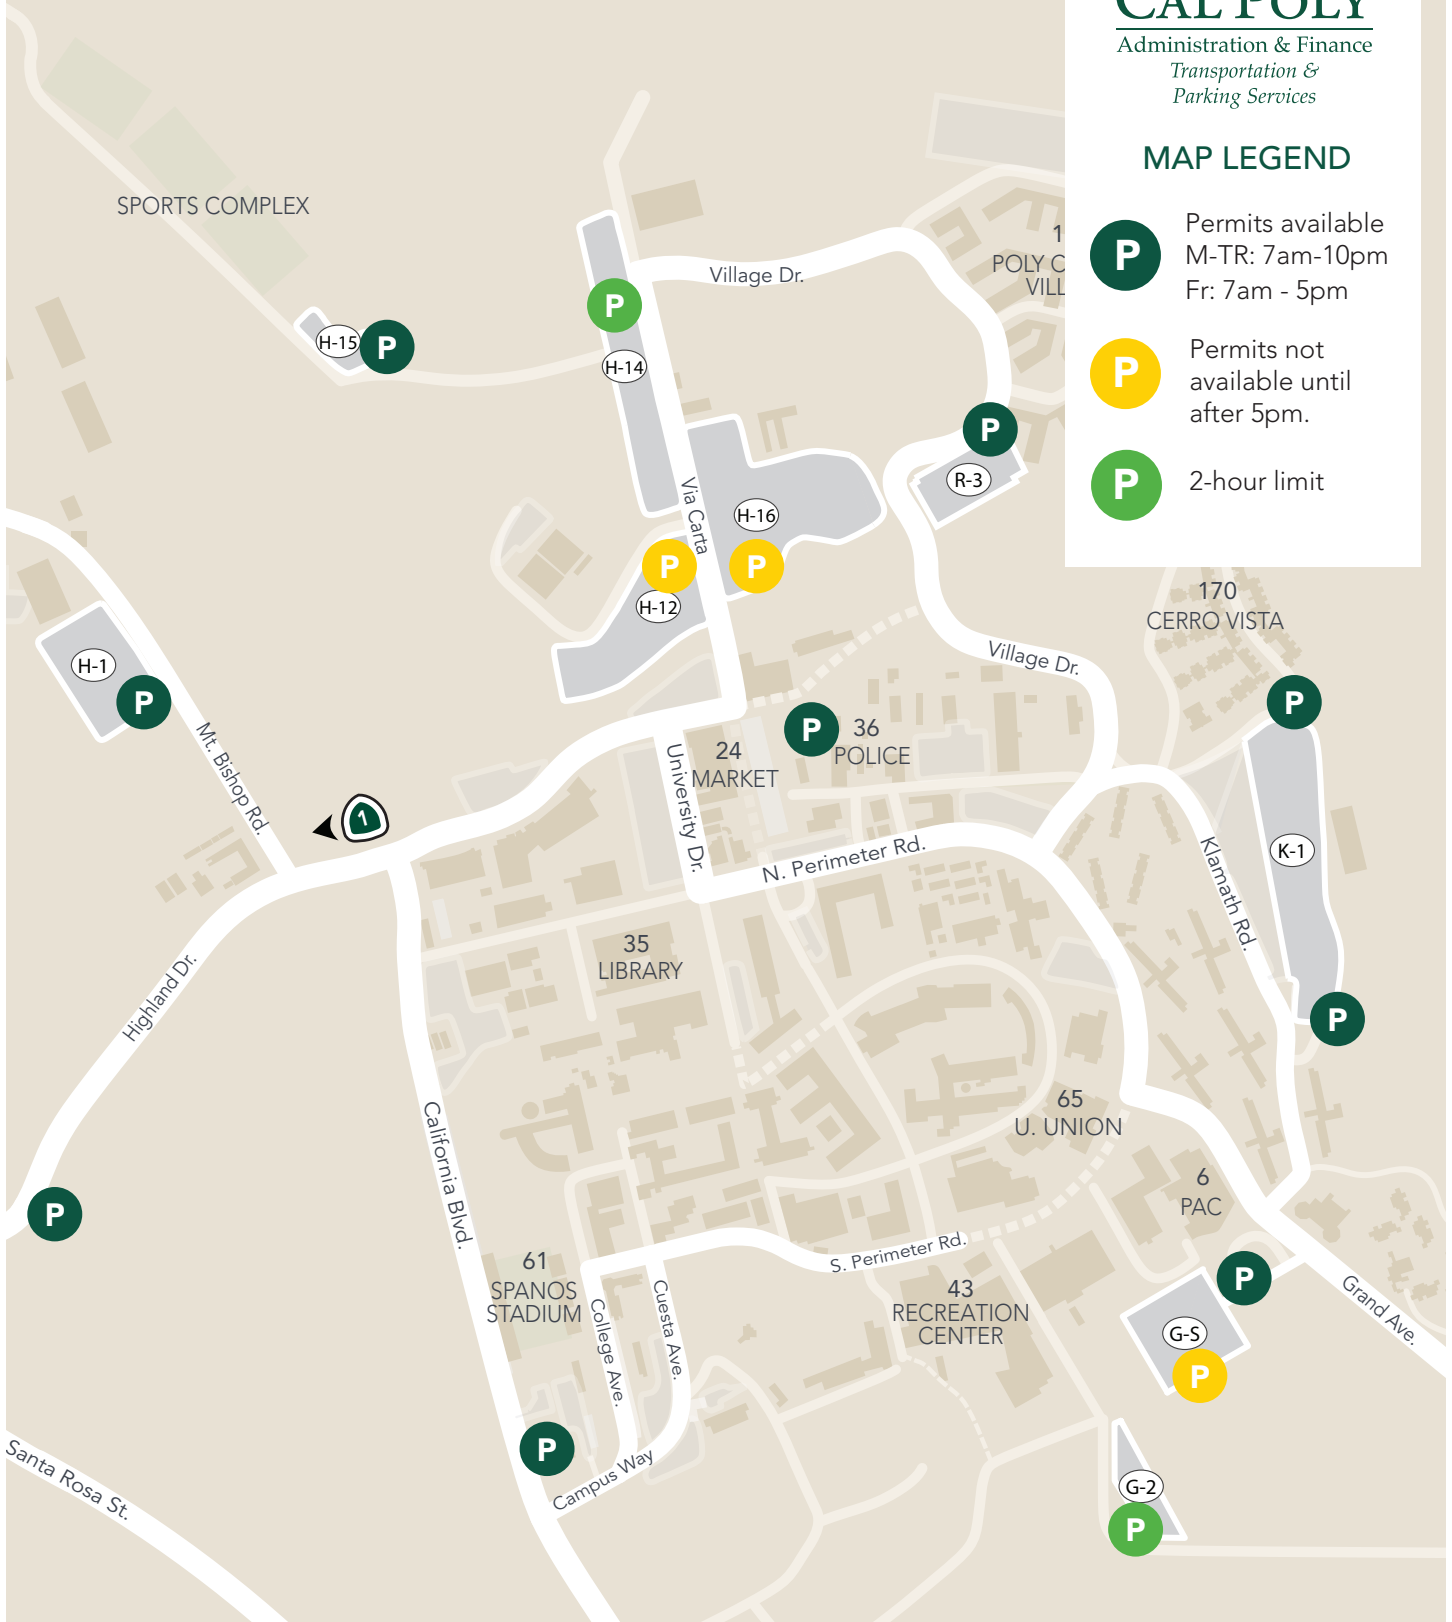 CAL POLY
Administration & Finance
Transportation &
Parking Services
MAP LEGEND
P
Permits available
M-TR: 7am-10pm
Fr: 7am - 5pm
P
Permits not
available until
after 5pm.
P
2-hour limit
SPORTS COMPLEX
Village Dr.
1
POLY C
VILL
P
H-15
P
H-14
P
R-3
Via Carta
H-16
P
P
H-12
170
CERRO VISTA
Village Dr.
H-1
P
P
Mt. Bishop Rd.
P
36
POLICE
24
MARKET
University Dr.
1
N. Perimeter Rd.
Klamath Rd.
K-1
35
LIBRARY
Highland Dr.
P
65
U. UNION
California Blvd.
6
PAC
P
S. Perimeter Rd.
61
SPANOS
STADIUM
P
43
RECREATION
CENTER
Cuesta Ave.
College Ave.
Grand Ave.
G-S
P
P
Campus Way
Santa Rosa St.
G-2
P